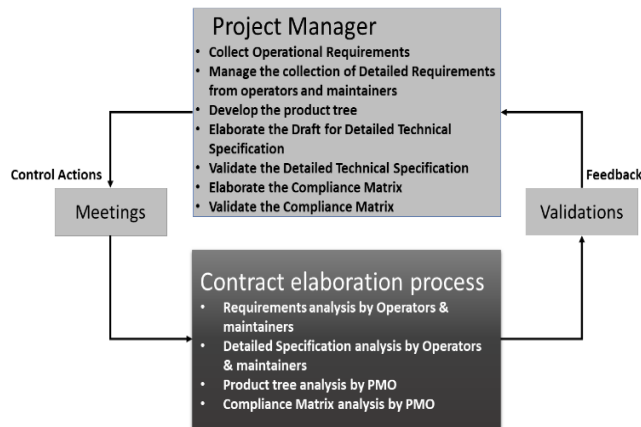 Project Manager
• Collect Operational Requirements
• Manage the collection of Detailed Requirements
from operators and maintainers
• Develop the product tree
• Elaborate the Draft for Detailed Technical
Specification
• Validate the Detailed Technical Specification
• Elaborate the Compliance Matrix
• Validate the Compliance Matrix
Control Actions
Feedback
Meetings
Validations
Contract elaboration process
• Requirements analysis by Operators &
maintainers
• Detailed Specification analysis by Operators
& maintainers
• Product tree analysis by PMO
• Compliance Matrix analysis by PMO